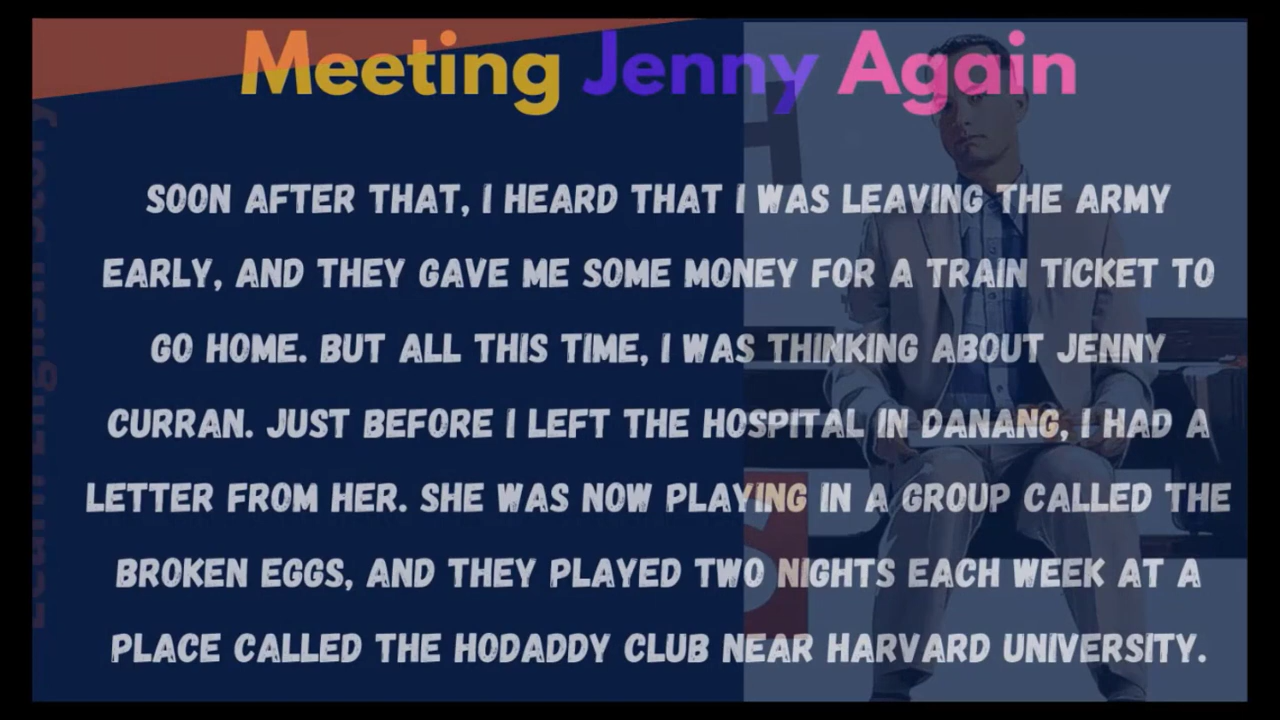 Meeting Jenny Again
SOON AFTER THAT, I HEARD THAT I WAS LEAVING THE ARMY
EARLY, AND THEY GAVE ME SOME MONEY FOR A TRAIN TICKET TO
GO HOME. BUT ALL THIS TIME, I WAS THINKING ABOUT JENNY
CURRAN. JUST BEFORE I LEFT THE HOSPITAL IN DANANG, I HAD A
LETTER FROM HER. SHE WAS NOW PLAYING IN A GROUP CALLED THE
BROKEN EGGS, AND THEY PLAYED TWO NIGHTS EACH WEEK AT A
PLACE CALLED THE HODADDY CLUB NEAR HARVARD UNIVERSITY.
Learn English Story